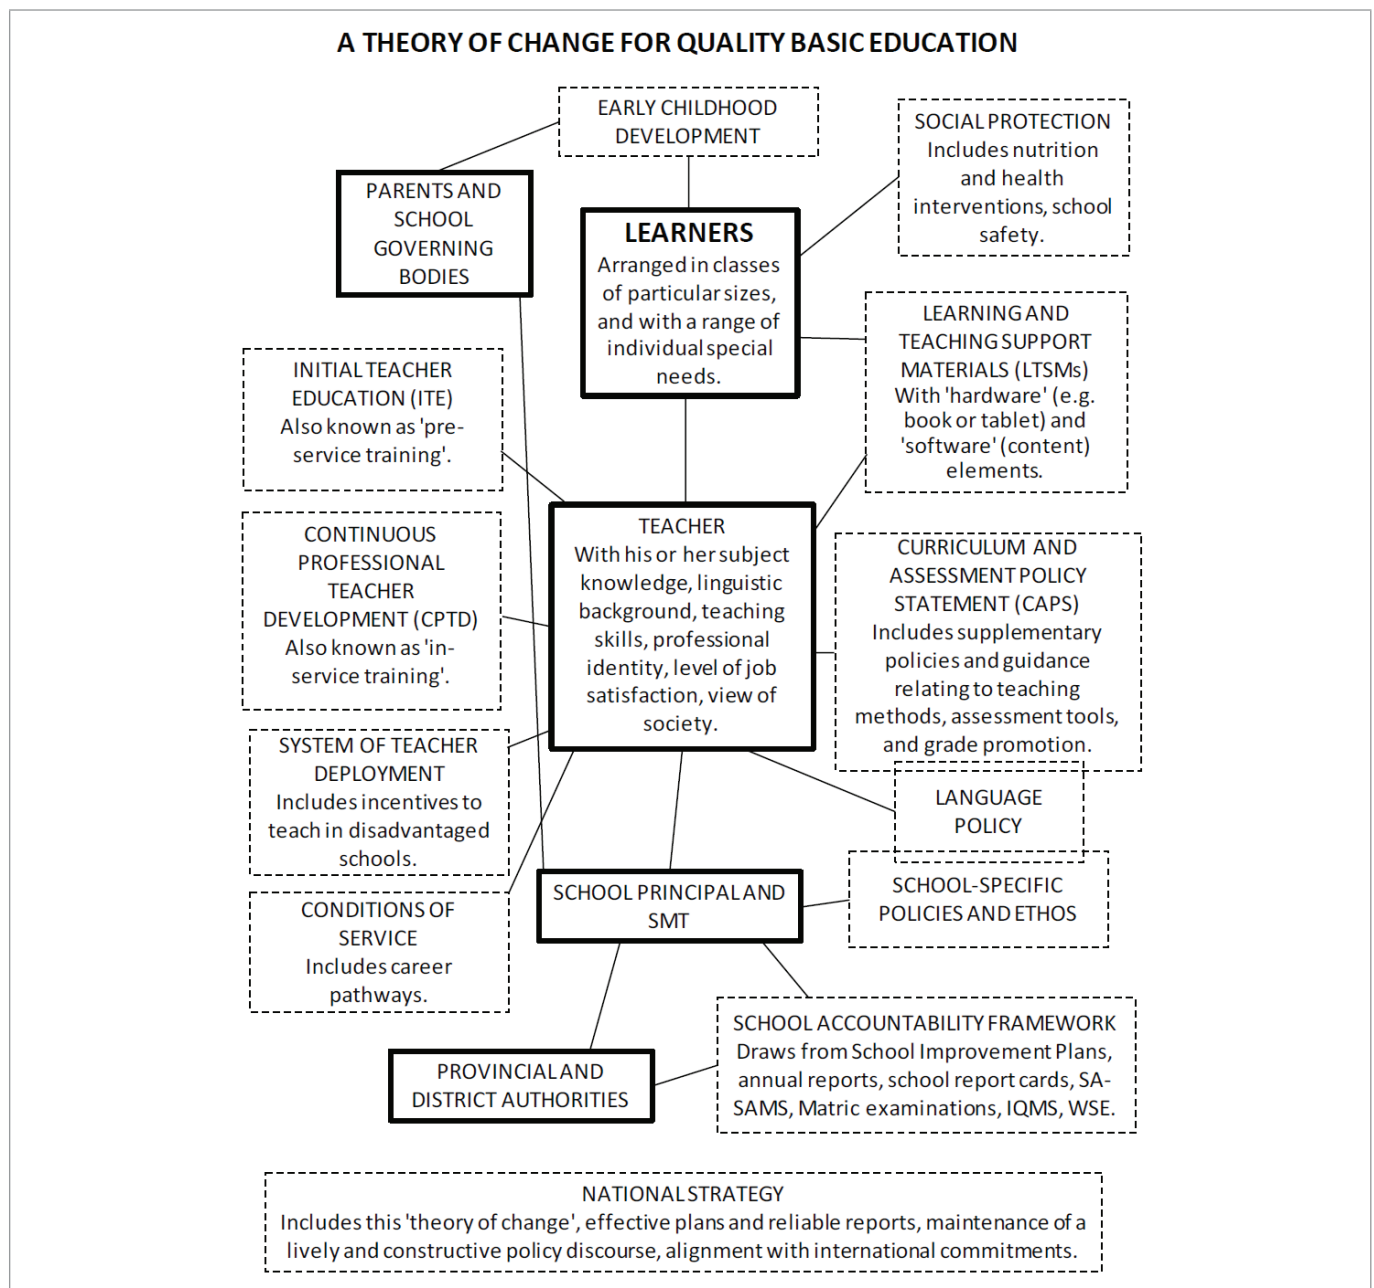 A THEORY OF CHANGE FOR QUALITY BASIC EDUCATION
EARLY CHILDHOOD
DEVELOPMENT
SOCIAL PROTECTION
Includes nutrition
and health
interventions, school
safety.
PARENTS AND
SCHOOL
GOVERNING
BODIES
LEARNERS
Arranged in classes
of particular sizes,
and with a range of
individual special
needs.
LEARNING AND
TEACHING SUPPORT
MATERIALS (LTSMs)
With 'hardware' (e.g.
book or tablet) and
'software' (content)
elements.
INITIAL TEACHER
EDUCATION (ITE)
Also known as 'pre-
service training'.
CONTINUOUS
PROFESSIONAL
TEACHER
DEVELOPMENT (CPTD)
Also known as 'in-
service training'.
TEACHER
With his or her subject
knowledge, linguistic
background, teaching
skills, professional
identity, level of job
satisfaction, view of
society.
CURRICULUM AND
ASSESSMENT POLICY
STATEMENT (CAPS)
Includes supplementary
policies and guidance
relating to teaching
methods, assessment tools,
and grade promotion.
SYSTEM OF TEACHER
DEPLOYMENT
Includes incentives to
teach in disadvantaged
schools.
LANGUAGE
POLICY
CONDITIONS OF
SERVICE
Includes career
pathways.
SCHOOL PRINCIPAL AND
SMT
SCHOOL-SPECIFIC
POLICIES AND ETHOS
PROVINCIAL AND
DISTRICT AUTHORITIES
SCHOOL ACCOUNTABILITY FRAMEWORK
Draws from School Improvement Plans,
annual reports, school report cards, SA-
SAMS, Matric examinations, IQMS, WSE.
NATIONAL STRATEGY
Includes this 'theory of change', effective plans and reliable reports, maintenance of a
lively and constructive policy discourse, alignment with international commitments.